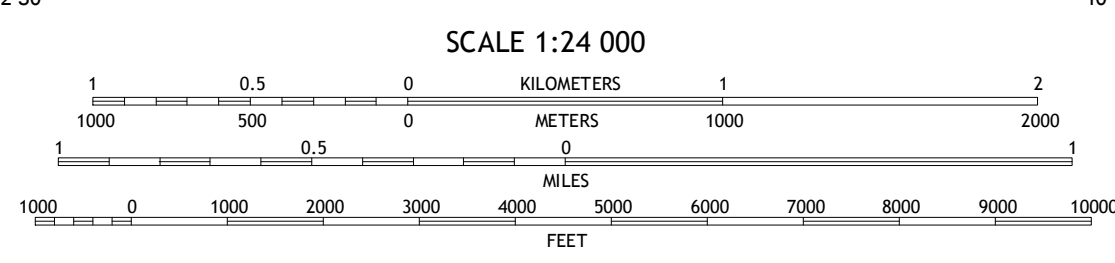 SCALE 1:24 000
1 0.5 0 KILOMETERS 1 2
1000 500 0 METERS 1000 2000
1 0.5 0 1
MILES
1000 0 1000 2000 3000 4000 5000 6000 7000 8000 9000 10000
FEET